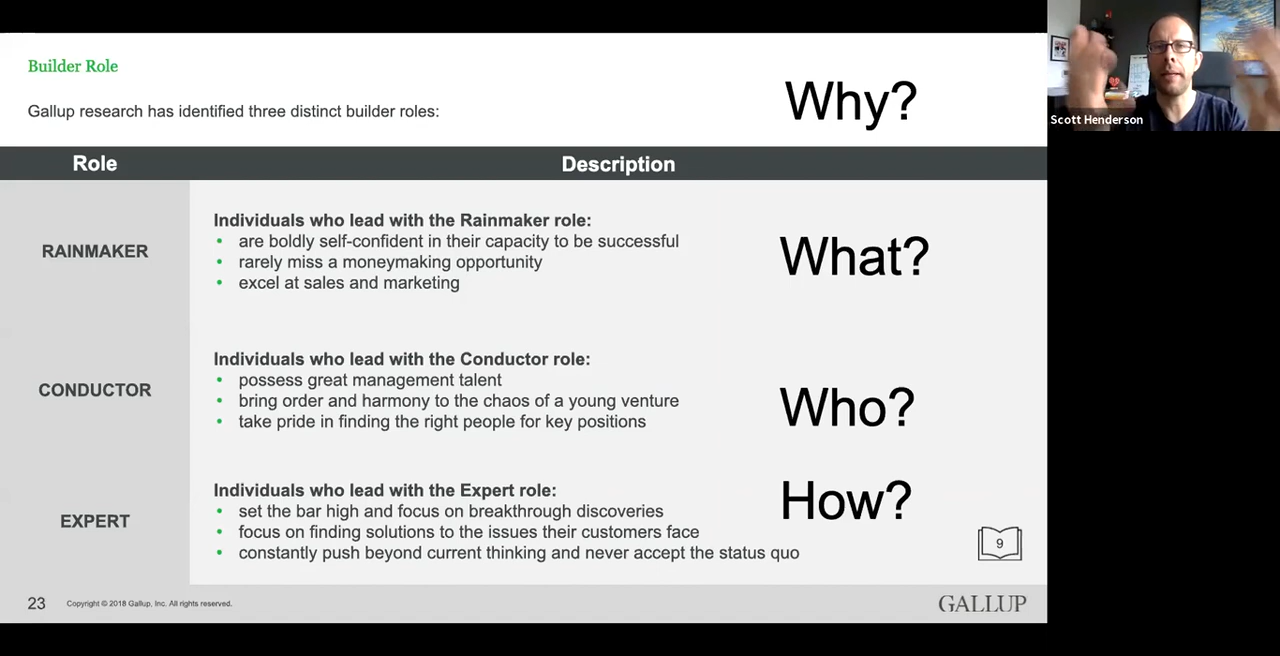 Builder Role
Why?
Gallup research has identified three distinct builder roles:
Scott Henderson
Role
Description
RAINMAKER
Individuals who lead with the Rainmaker role:
• are boldly self-confident in their capacity to be successful
• rarely miss a moneymaking opportunity
• excel at sales and marketing
What?
CONDUCTOR
Individuals who lead with the Conductor role:
• possess great management talent
• bring order and harmony to the chaos of a young venture
• take pride in finding the right people for key positions
Who?
EXPERT
Individuals who lead with the Expert role:
• set the bar high and focus on breakthrough discoveries
• focus on finding solutions to the issues their customers face
• constantly push beyond current thinking and never accept the status quo
How?
9
23
Copyright © 2018 Gallup, Inc. All rights reserved.
GALLUP